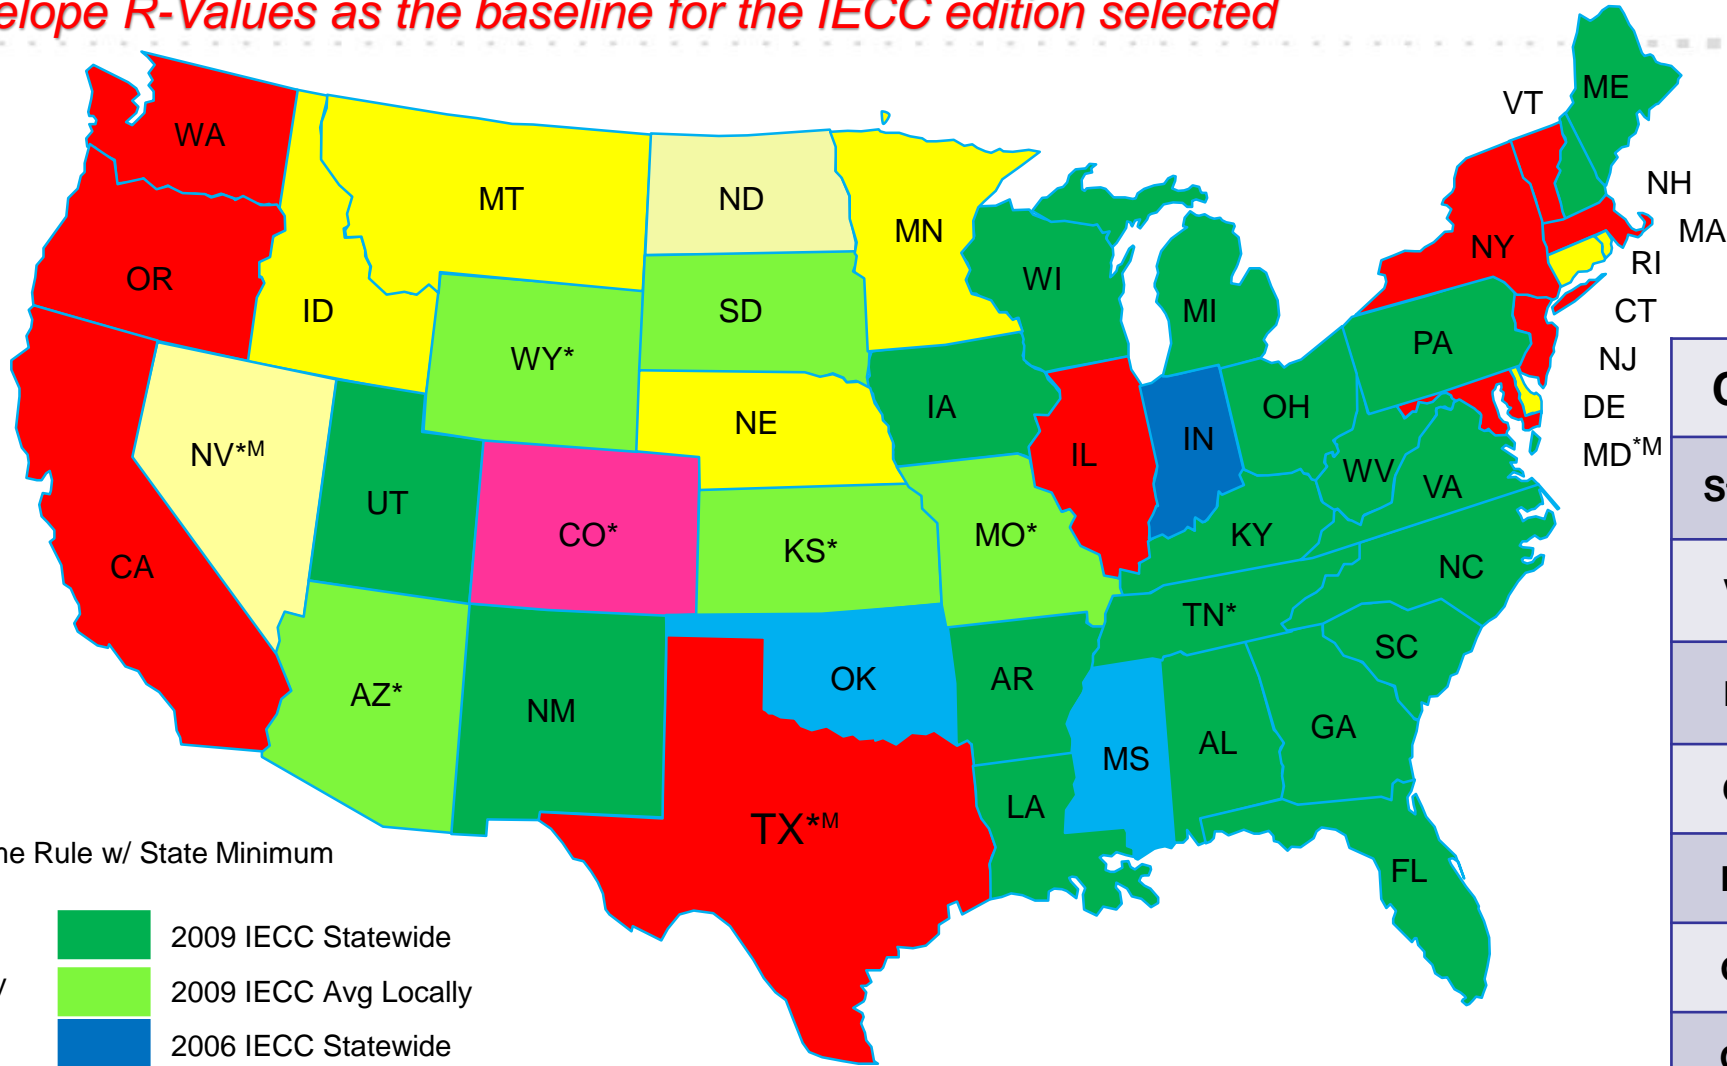 as the baseline for the IECC edition selected
R-Values
WA
OR
CA
ID
NV*M
MT
WY*
UT
AZ*
CO*
NM
ND
SD
NE
KS*
OK
TX*M
MN
IA
MO*
AR
LA
WI
IL
MI
IN
OH
KY
TN*
MS
AL
GA
FL
SC
NC
VA
WV
PA
NY
VT
ME
NH
MA
RI
CT
NJ
DE
MD*M
Rule w/ State Minimum
2009 IECC Statewide
2009 IECC Avg Locally
2006 IECC Statewide